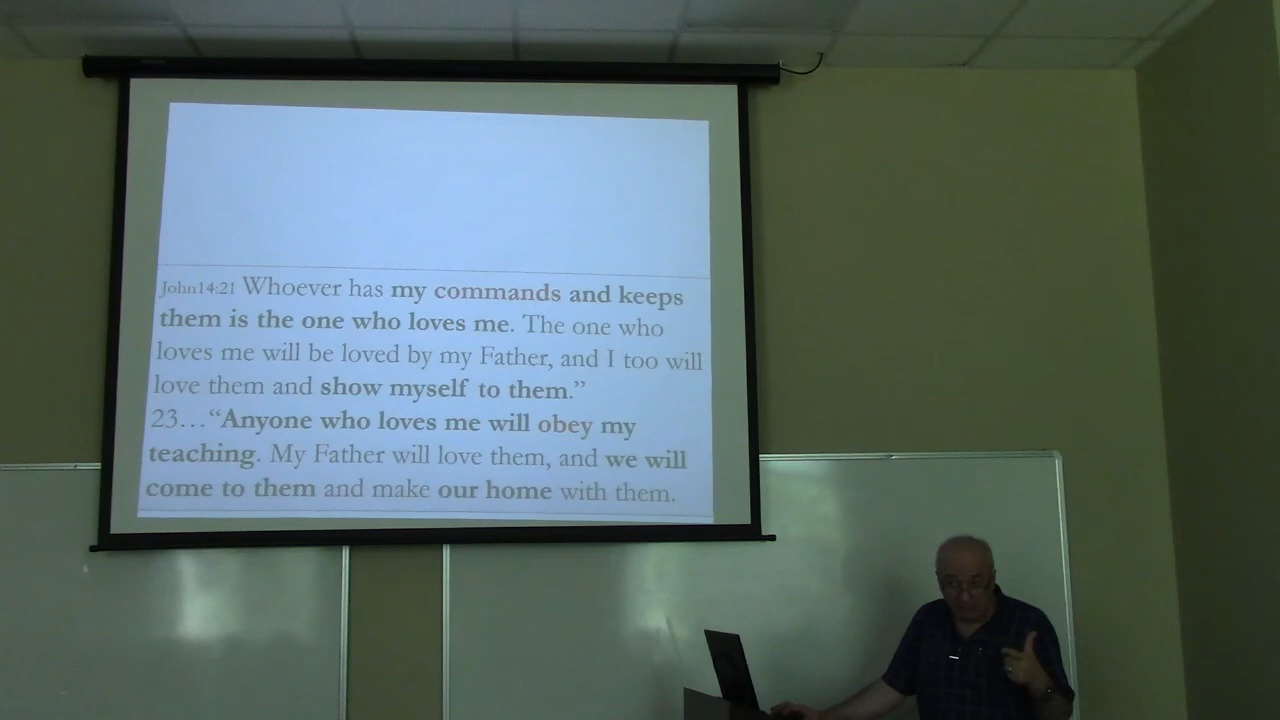 John14:21 Whoever has my commands and keeps
them is the one who loves me. The one who
loves me will be loved by my Father, and I too will
love them and show myself to them.”
23…“Anyone who loves me will obey my
teaching. My Father will love them, and we will
come to them and make our home with them.